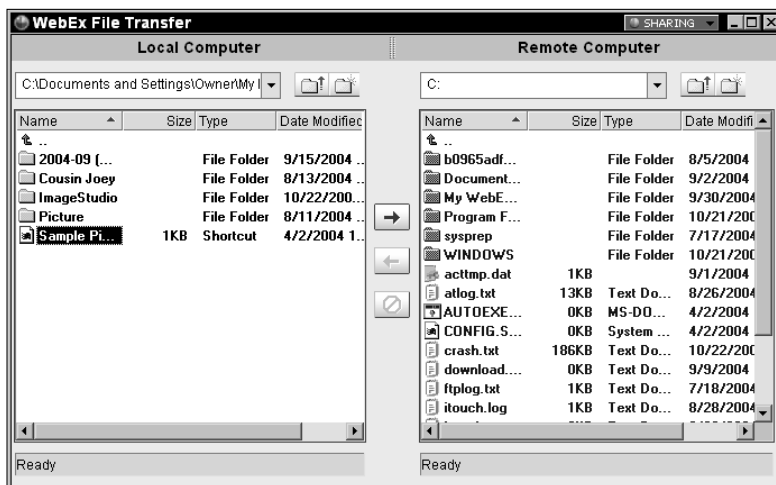 WebEx File Transfer
SHARING
Local Computer
Remote Computer
C:\Documents and Settings\Owner\My
C:
Name Size Type Date Modified
..
2004-09 (... File Folder 9/15/2004 ...
Cousin Joey File Folder 8/13/2004 ...
ImageStudio File Folder 10/22/200...
Picture File Folder 8/11/2004 ...
Sample Pi... 1KB Shortcut 4/2/2004 1...
Ready
Name Size Type Date Modifi
..
b0965adf... File Folder 8/5/2004
Document... File Folder 9/2/2004
My WebE... File Folder 9/30/2004
Program F... File Folder 10/21/200
sysprep File Folder 7/17/2004
WINDOWS File Folder 10/21/200
acttmp.dat 1KB 9/1/2004
atlog.txt 13KB Text Do... 8/26/2004
AUTOEXE... 0KB MS-DO... 4/2/2004
CONFIG.S... 0KB System ... 4/2/2004
crash.txt 186KB Text Do... 10/22/200
download.... 0KB Text Do... 9/9/2004
ftplog.txt 1KB Text Do... 7/18/2004
itouch.log 1KB Text Do... 8/28/2004
Ready